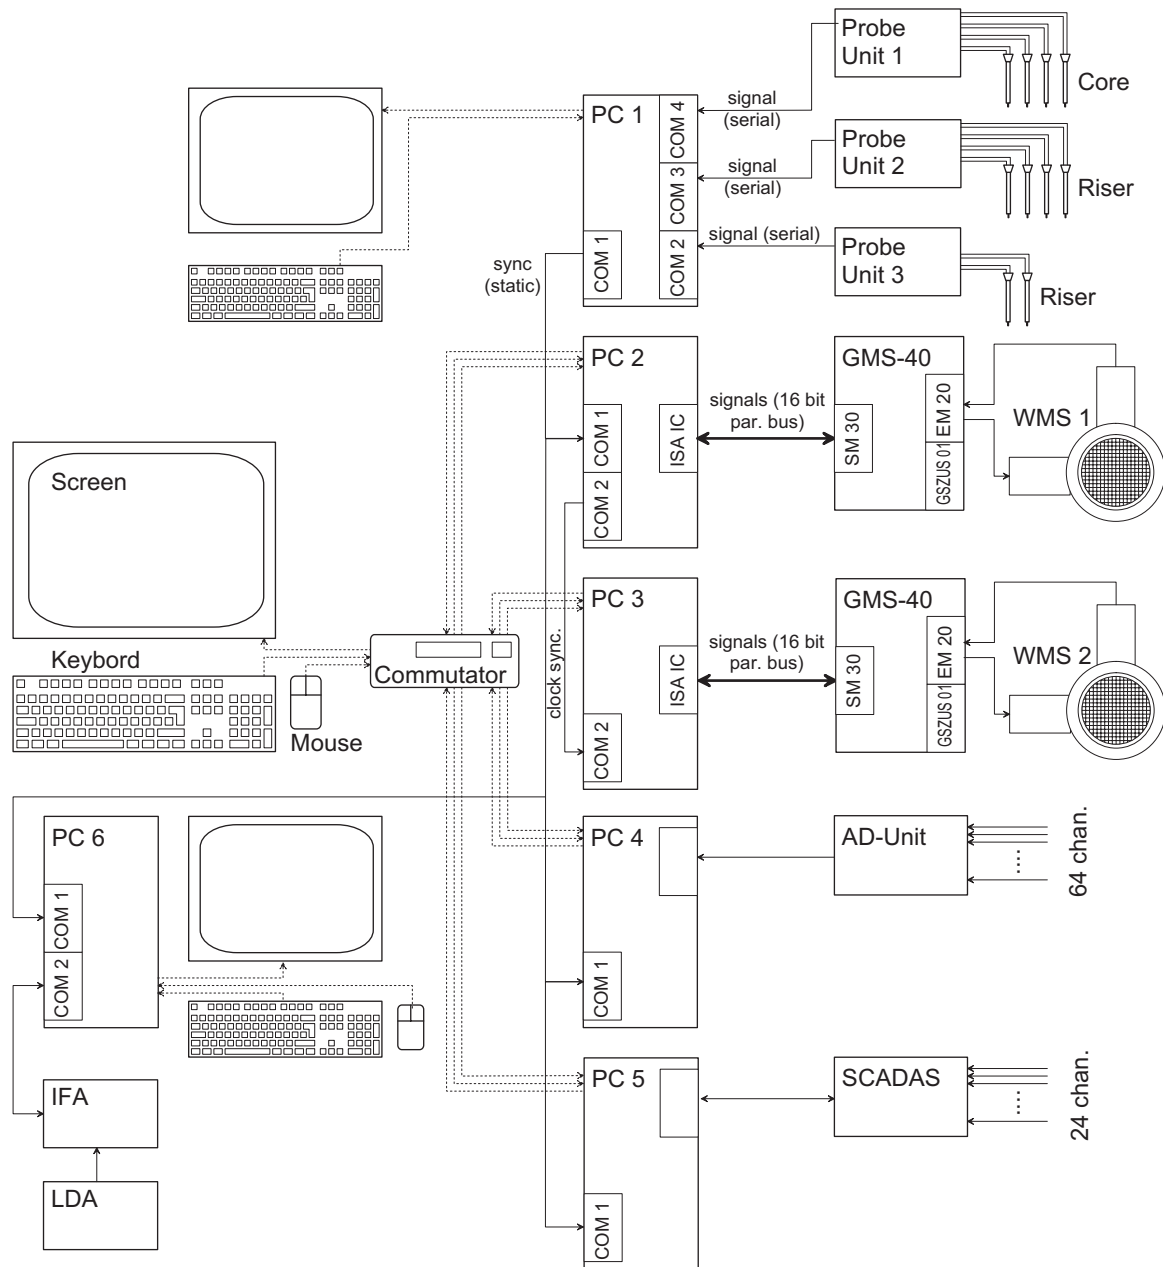 Probe
Unit 1
Core
PC 1
COM 4
COM 3
COM 2
COM 1
signal
(serial)
Probe
Unit 2
Riser
signal
(serial)
signal (serial)
Probe
Unit 3
Riser
sync
(static)
PC 2
COM 1
COM 2
ISA IC
signals (16 bit
par. bus)
GMS-40
SM 30
EM 20
GSZUS 01
WMS 1
Screen
Keybord
Mouse
Commutator
clock sync.
PC 3
ISA IC
COM 2
signals (16 bit
par. bus)
GMS-40
SM 30
EM 20
GSZUS 01
WMS 2
PC 6
COM 1
COM 2
PC 4
COM 1
AD-Unit
64 chan.
IFA
LDA
PC 5
COM 1
SCADAS
24 chan.